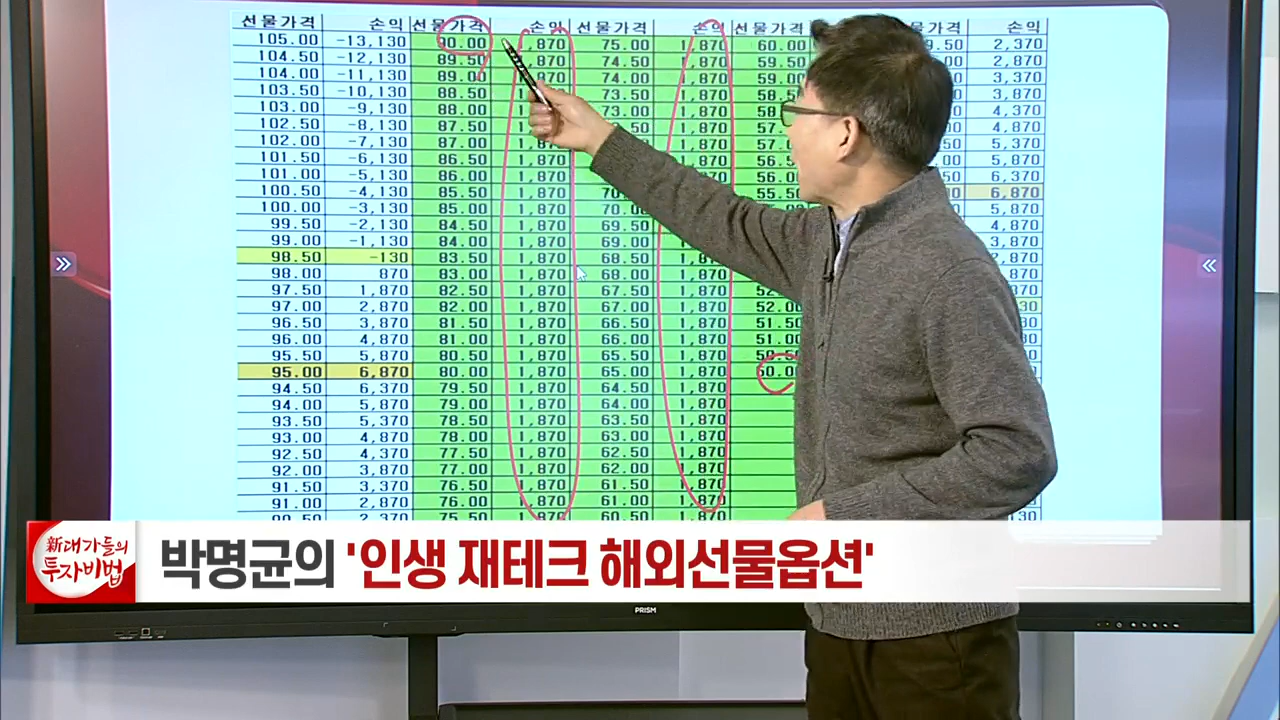 선물가격 손익 선물가격 손익 선물가격 손익 선물가격 손익
105.00 -13,130 90.00 1,870 75.00 1,870 60.00 2,370
104.50 -12,130 89.50 1,870 74.50 1,870 59.50 2,870
104.00 -11,130 89.00 1,870 74.00 1,870 59.00 3,370
103.50 -10,130 88.50 73.50 1,870 58.50 3,870
103.00 -9,130 88.00 73.00 1,870 4,370
102.50 -8,130 87.50 1,870 4,870
102.00 -7,130 87.00 1,870 1,870 5,370
101.50 -6,130 86.50 1,870 1,870 56.50 5,870
101.00 -5,130 86.00 1,870 1,870 56.00 6,370
100.50 -4,130 85.50 1,870 55.50 6,870
100.00 -3,130 85.00 1,870 70.00 5,870
99.50 -2,130 84.50 1,870 69.50 1,870 4,870
99.00 -1,130 84.00 1,870 69.00 1,870 3,870
98.50 -130 83.50 1,870 68.50 1,870
98.00 870 83.00 1,870 68.00 1,870
97.50 1,870 82.50 1,870 67.50 1,870
97.00 2,870 82.00 1,870 67.00 1,870 52.00
96.50 3,870 81.50 1,870 66.50 1,870 51.50
96.00 4,870 81.00 1,870 66.00 1,870 51.00
95.50 5,870 80.50 1,870 65.50 1,870 50.50
95.00 6,870 80.00 1,870 65.00 1,870 50.00
94.50 6,370 79.50 1,870 64.50 1,870
94.00 5,870 79.00 1,870 64.00 1,870
93.50 5,370 78.50 1,870 63.50 1,870
93.00 4,870 78.00 1,870 63.00 1,870
92.50 4,370 77.50 1,870 62.50 1,870
92.00 3,870 77.00 1,870 62.00 1,870
91.50 3,370 76.50 1,870 61.50 1,870
91.00 2,870 76.00 1,870 61.00 1,870
90.50 2,370 75.50 1,870 60.50 1,870
新대가들의
투자비법
박명균의 '인생 재테크 해외선물옵션'
PRISM